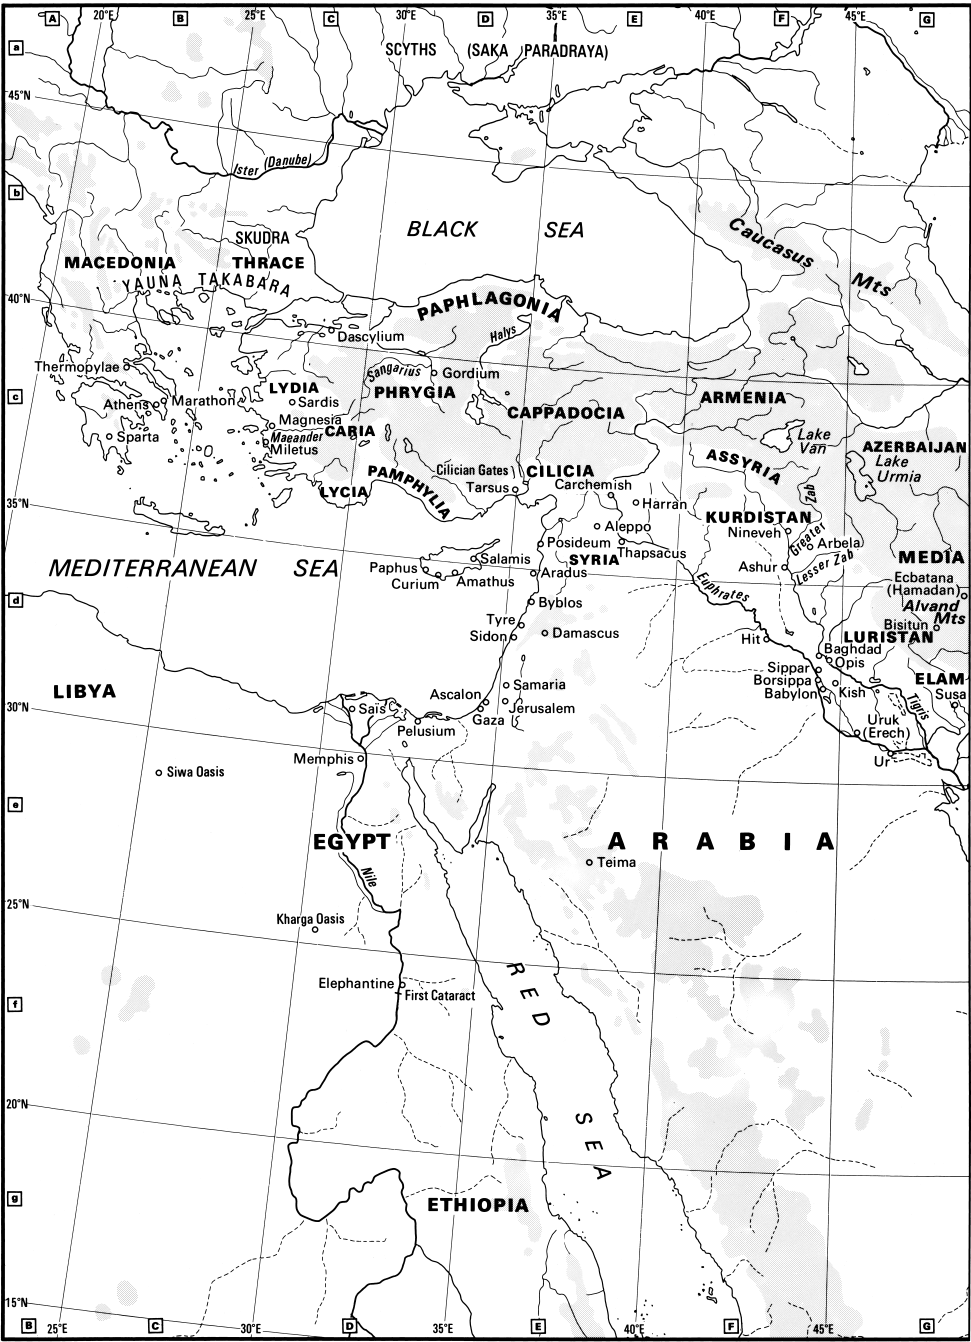 A 20°E B 25°E C 30°E D 35°E E 40°E F 45°E G
a
SCYTHS (SAKA PARADRAYA)
45°N
Ister (Danube)
b
BLACK SEA
Caucasus Mts
SKUDRA
MACEDONIA THRACE
YAUNA TAKABARA
40°N
PAPHLAGONIA
Halys
Dascylium
Thermopylae
Sangarius
Gordium
LYDIA
PHRYGIA
c
Athens
Marathon
Sardis
CAPPADOCIA
ARMENIA
Magnesia
Sparta
Maeander
CARIA
Miletus
Lake
Van
AZERBAIJAN
Lake
Urmia
ASSYRIA
PAMPHYLIA
Cilician Gates
CILICIA
Tarsus
Carchemish
LYCIA
Harran
35°N
KURDISTAN
Greater Zab
Nineveh
Arbela
Aleppo
Posideum
Thapsacus
SYRIA
MEDITERRANEAN SEA
Salamis
Paphus
Curium
Amathus
Aradus
Ashur
Lesser Zab
MEDIA
Ecbatana
(Hamadan)
Alvand
Mts
d
Euphrates
Byblos
Tyre
Sidon
Damascus
Hit
Bisitun
LURISTAN
Baghdad
Opis
Sippar
Borsippa
Babylon
Kish
ELAM
Susa
Tigris
LIBYA
Samaria
Ascalon
Jerusalem
Gaza
30°N
Saïs
Pelusium
Uruk
(Erech)
Ur
Memphis
Siwa Oasis
e
EGYPT
ARABIA
Teima
Nile
25°N
Kharga Oasis
RED SEA
Elephantine
First Cataract
f
20°N
g
ETHIOPIA
15°N
B 25°E C 30°E D 35°E E 40°E F 45°E G